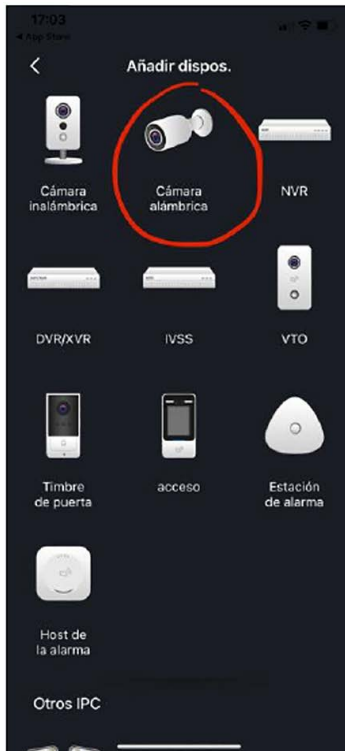 17:03
App Store
Añadir dispos.
Cámara
inalámbrica
Cámara
alámbrica
NVR
DVR/XVR
IVSS
VTO
Timbre
de puerta
acceso
Estación
de alarma
Host de
la alarma
Otros IPC